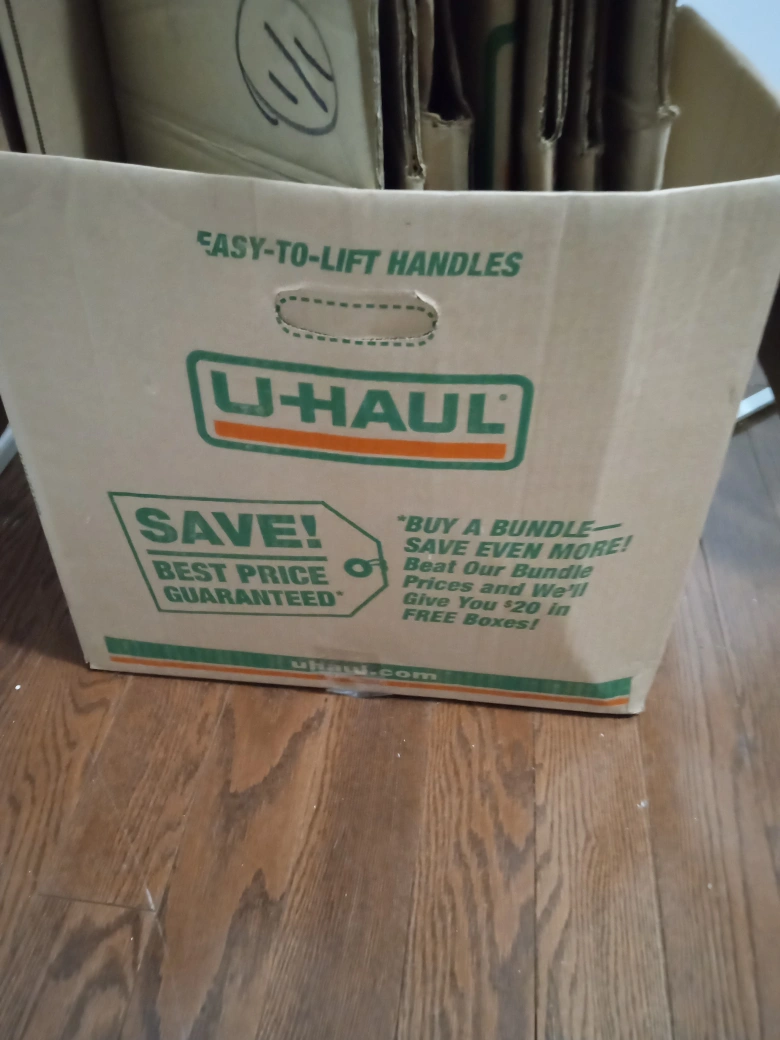 EASY-TO-LIFT HANDLES
U-HAUL®
SAVE!
BEST PRICE
GUARANTEED*
*BUY A BUNDLE—
SAVE EVEN MORE!
Beat Our Bundle
Prices and We'll
Give You $20 in
FREE Boxes!
uhaul.com